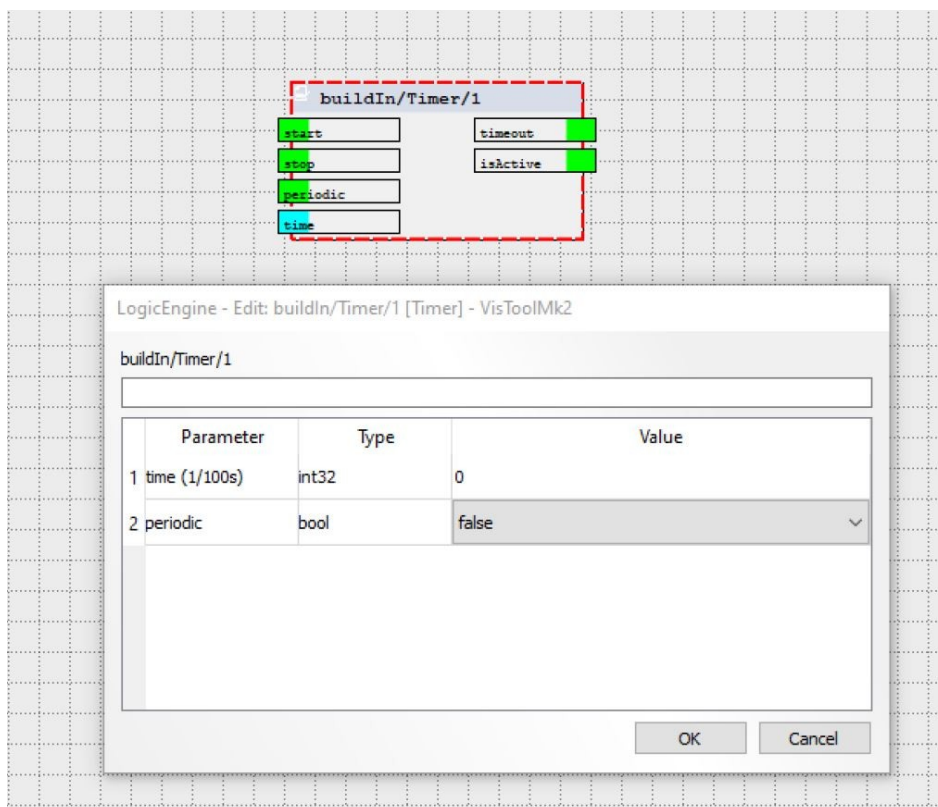 buildIn/Timer/1
start timeout
stop isActive
periodic
time
LogicEngine - Edit: buildIn/Timer/1 [Timer] - VisToolMk2
buildIn/Timer/1
Parameter Type Value
1 time (1/100s) int32 0
2 periodic bool false
OK Cancel